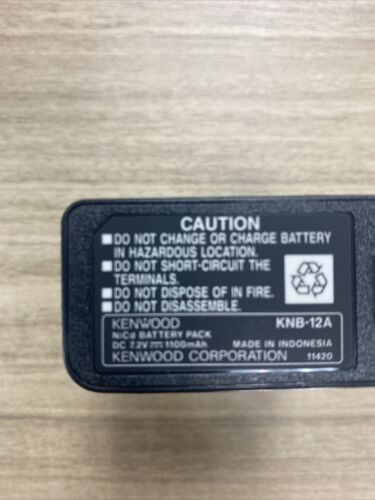 CAUTION
DO NOT CHANGE OR CHARGE BATTERY
IN HAZARDOUS LOCATION.
DO NOT SHORT-CIRCUIT THE
TERMINALS.
DO NOT DISPOSE OF IN FIRE.
DO NOT DISASSEMBLE.
KENWOOD KNB-12A
NiCd BATTERY PACK
DC 7.2V 1100mAh MADE IN INDONESIA
KENWOOD CORPORATION 11420